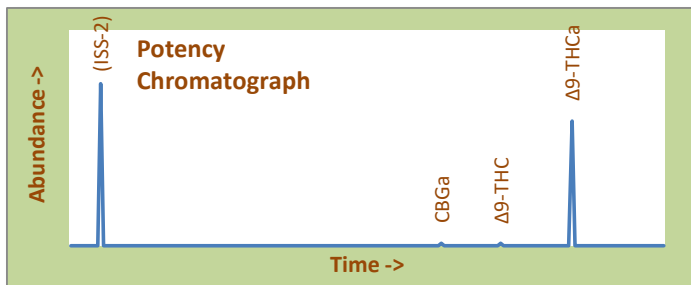 Potency
Chromatograph
(ISS-2)
CBGa
Δ9-THC
Δ9-THCa
Abundance ->
Time ->